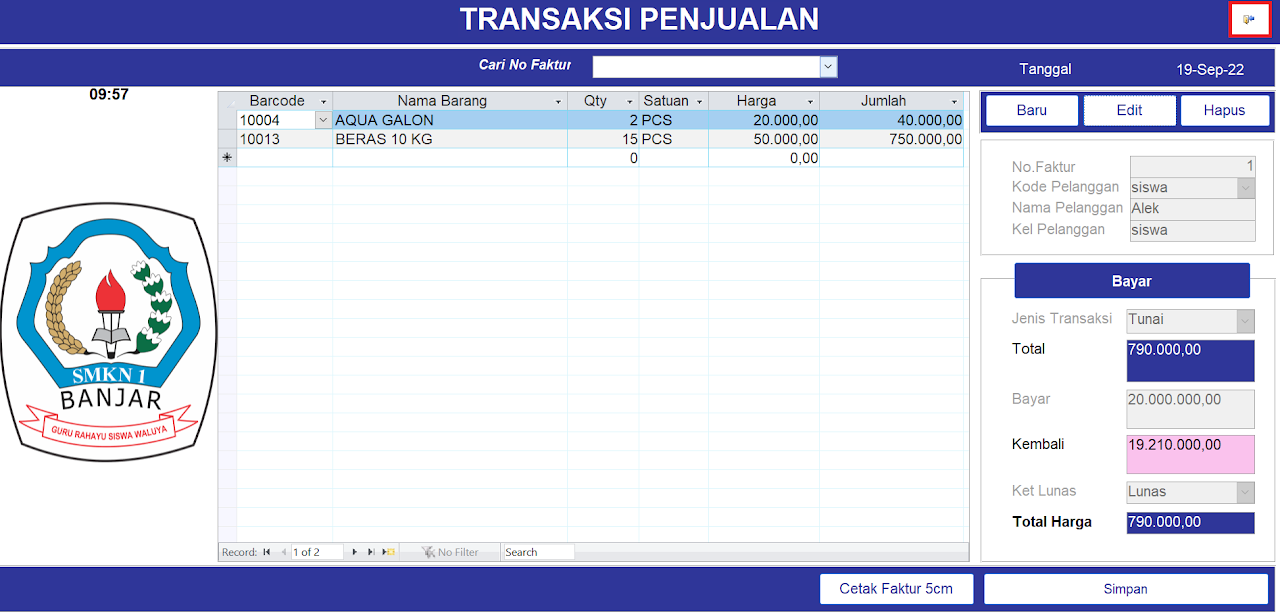 TRANSAKSI PENJUALAN
Cari No Faktur
Tanggal 19-Sep-22
09:57
Barcode Nama Barang Qty Satuan Harga Jumlah
10004 AQUA GALON 2 PCS 20.000,00 40.000,00
10013 BERAS 10 KG 15 PCS 50.000,00 750.000,00
0 0,00
Record: 1 of 2 No Filter Search
SMKN 1
BANJAR
GURU RAHAYU SISWA WALUYA
Baru Edit Hapus
No.Faktur 1
Kode Pelanggan siswa
Nama Pelanggan Alek
Kel Pelanggan siswa
Bayar
Jenis Transaksi Tunai
Total 790.000,00
Bayar 20.000.000,00
Kembali 19.210.000,00
Ket Lunas Lunas
Total Harga 790.000,00
Cetak Faktur 5cm Simpan